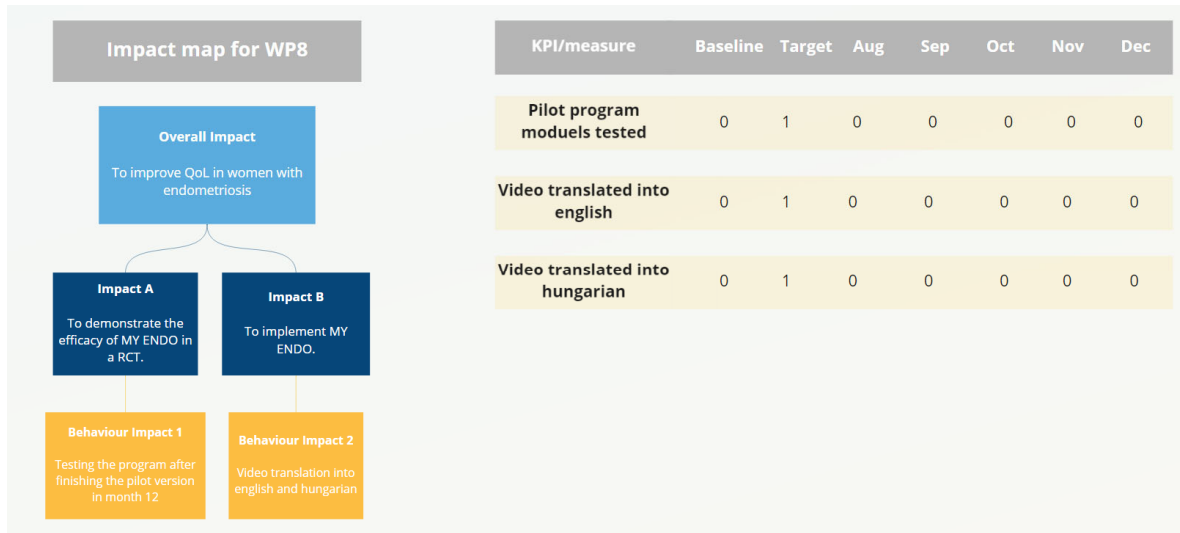 Impact map for WP8
Overall Impact
To improve QoL in women with
endometriosis
Impact A
To demonstrate the
efficacy of MY ENDO in
a RCT.
Impact B
To implement MY
ENDO.
Behaviour Impact 1
Testing the program after
finishing the pilot version
in month 12
Behaviour Impact 2
Video translation into
english and hungarian
KPI/measure Baseline Target Aug Sep Oct Nov Dec
Pilot program
moduels tested 0 1 0 0 0 0 0
Video translated into
english 0 1 0 0 0 0 0
Video translated into
hungarian 0 1 0 0 0 0 0